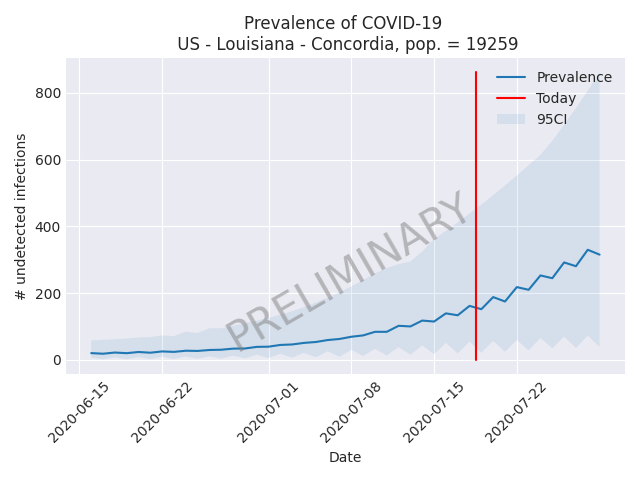 Prevalence of COVID-19
US - Louisiana - Concordia, pop. = 19259
Prevalence
Today
95CI
PRELIMINARY
# undetected infections
800
600
400
200
0
2020-06-15
2020-06-22
2020-07-01
2020-07-08
2020-07-15
2020-07-22
Date